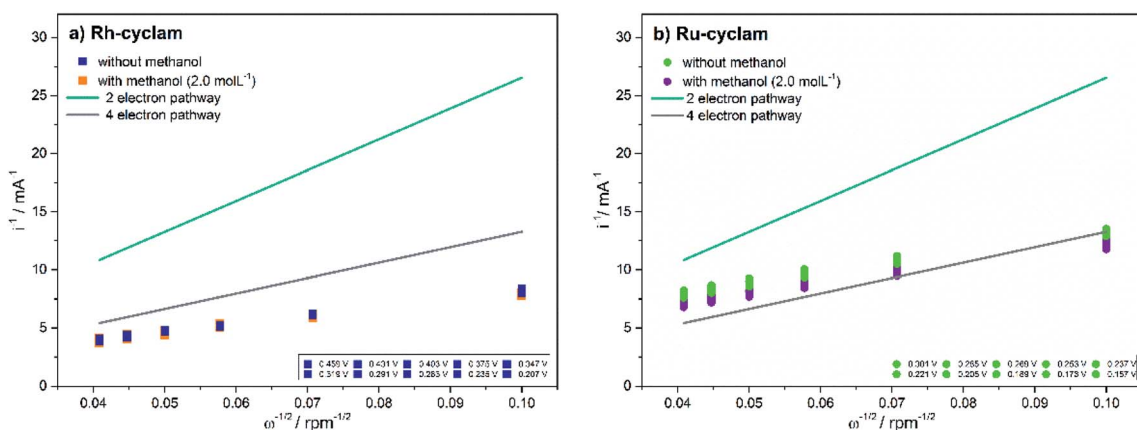 a) Rh-cyclam
without methanol
with methanol (2.0 molL⁻¹)
2 electron pathway
4 electron pathway
i⁻¹ / mA⁻¹
30
25
20
15
10
5
0
0.459 V 0.431 V 0.403 V 0.375 V 0.347 V
0.319 V 0.291 V 0.263 V 0.235 V 0.207 V
0.04 0.05 0.06 0.07 0.08 0.09 0.10
ω⁻¹/² / rpm⁻¹/²
b) Ru-cyclam
without methanol
with methanol (2.0 molL⁻¹)
2 electron pathway
4 electron pathway
i⁻¹ / mA⁻¹
30
25
20
15
10
5
0
0.301 V 0.285 V 0.269 V 0.253 V 0.237 V
0.221 V 0.205 V 0.189 V 0.173 V 0.157 V
0.04 0.05 0.06 0.07 0.08 0.09 0.10
ω⁻¹/² / rpm⁻¹/²